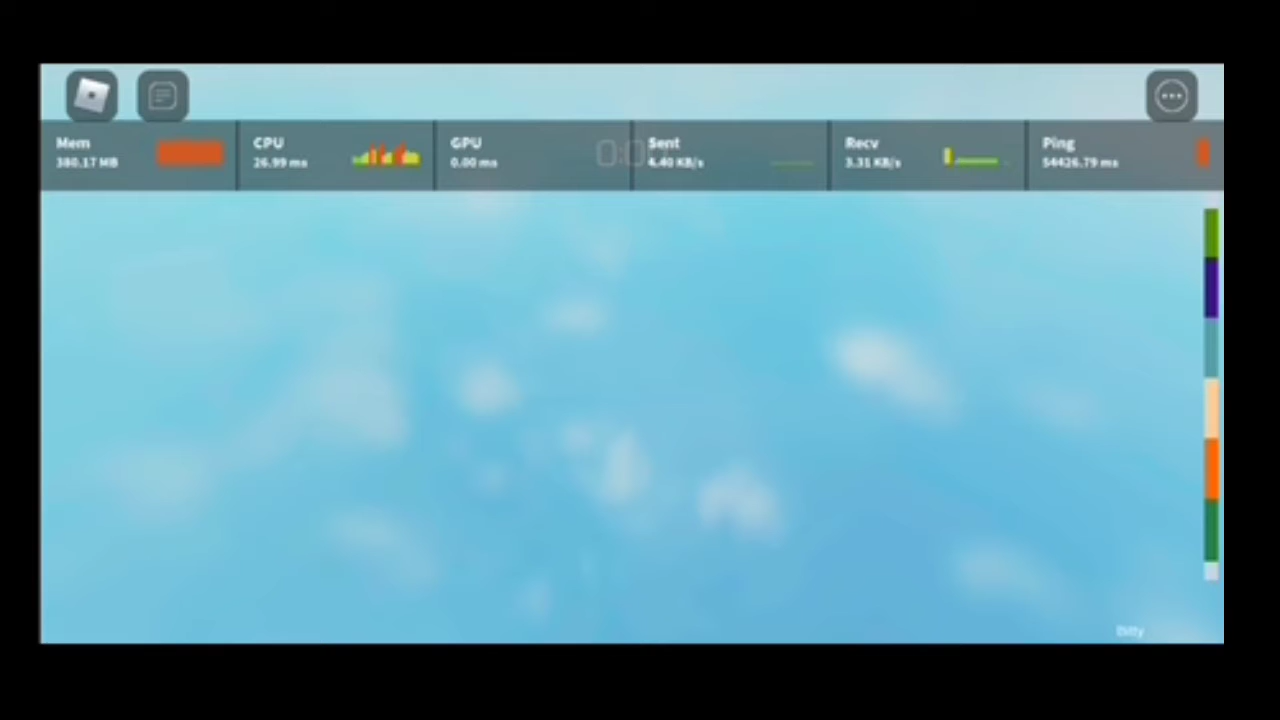 Mem
380.17 MB
CPU
26.99 ms
GPU
0.00 ms
Sent
4.40 KB/s
Recv
3.31 KB/s
Ping
54426.79 ms